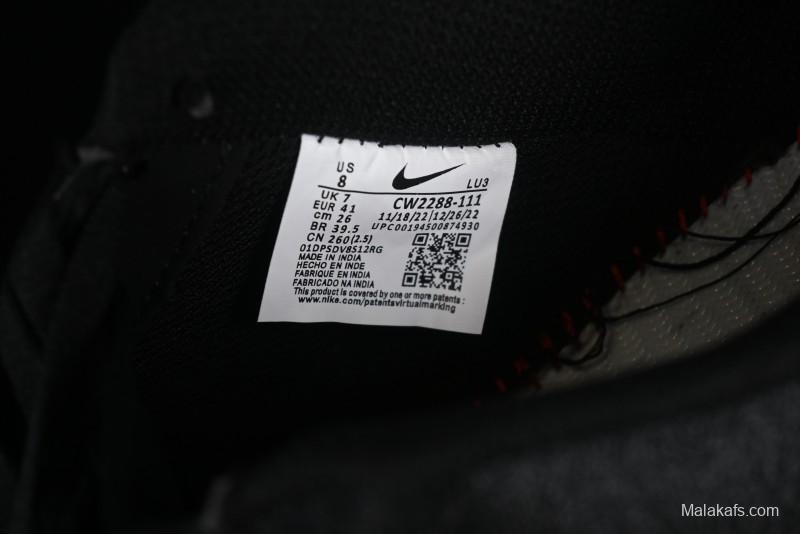 US
8
LU3
UK 7
EUR 41
cm 26
BR 39.5
CN 260 (2.5)
CW2288-111
11/18/22|12/26/22
UPC00194500874930
01DPSDV8S12RG
MADE IN INDIA
HECHO EN INDE
FABRIQUE EN INDIA
FABRICADO NA INDIA
This product is covered by one or more patents :
www.nike.com/patentsvirtualmarking
Malakafs.com